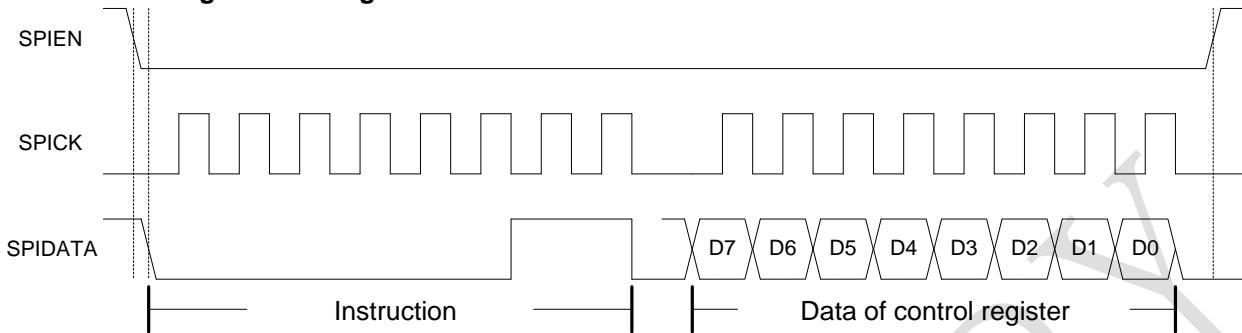 SPIEN
SPICK
SPIDATA
D7 D6 D5 D4 D3 D2 D1 D0
Instruction
Data of control register